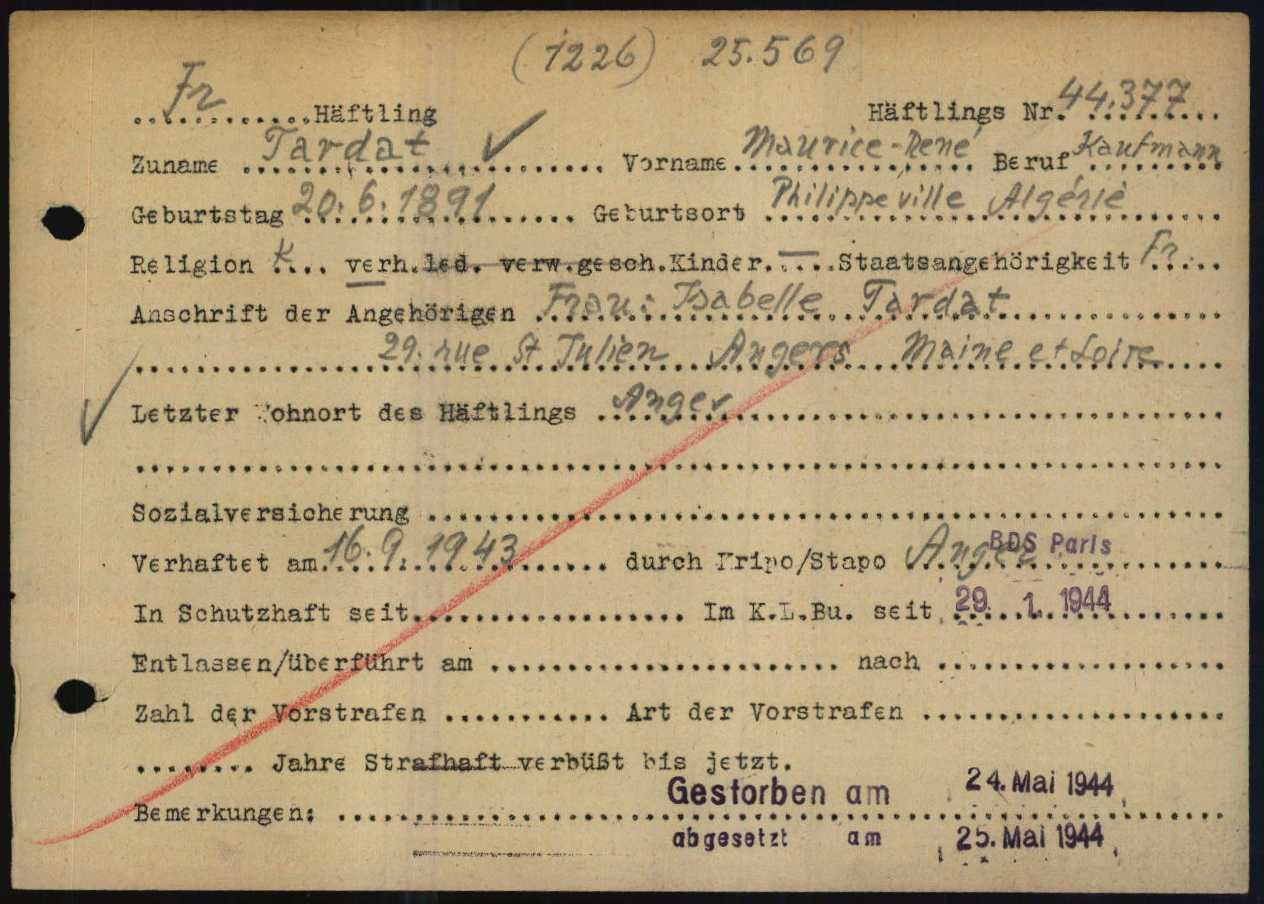 (1226) 25.569
Fr Häftling Häftlings Nr. 44.377
Zuname Tardat Vorname Maurice-René Beruf Kaufmann
Geburtstag 20.6.1891 Geburtsort Philippeville Algérie
Religion K verh.led. verw.gesch.Kinder. — Staatsangehörigkeit Fr
Anschrift der Angehörigen Frau: Isabelle Tardat
29. rue St Julien Angers Maine et Loire
Letzter Wohnort des Häftlings Anger
Sozialversicherung
Verhaftet am 16.9.1943 durch Kripo/Stapo Anger BDS Paris
In Schutzhaft seit Im K.L.Bu. seit 29. 1. 1944
Entlassen/überführt am nach
Zahl der Vorstrafen Art der Vorstrafen
Jahre Strafhaft verbüßt bis jetzt.
Bemerkungen: Gestorben am 24. Mai 1944
abgesetzt am 25. Mai 1944